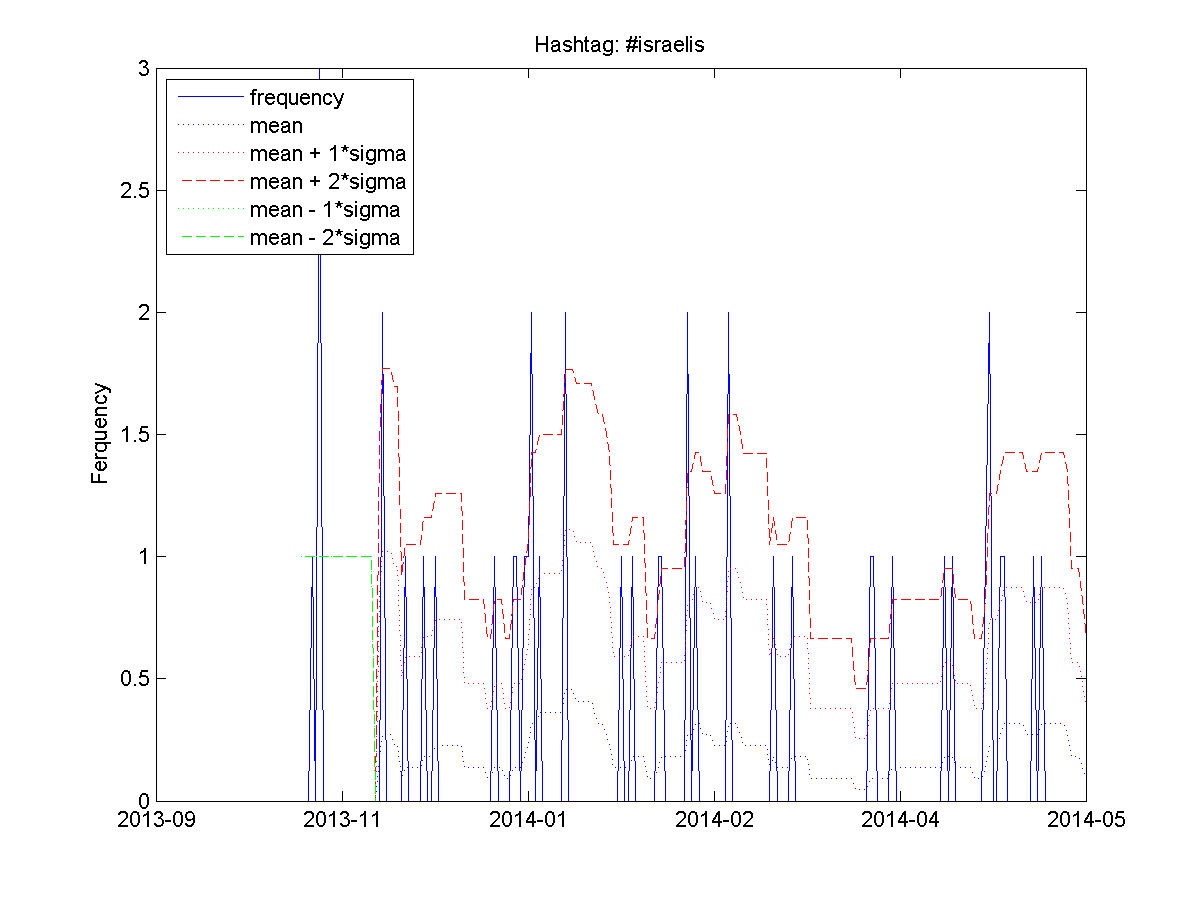 Hashtag: #israelis
3
2.5
2
1.5
1
0.5
0
Ferquency
frequency
mean
mean + 1*sigma
mean + 2*sigma
mean - 1*sigma
mean - 2*sigma
2013-09 2013-11 2014-01 2014-02 2014-04 2014-05